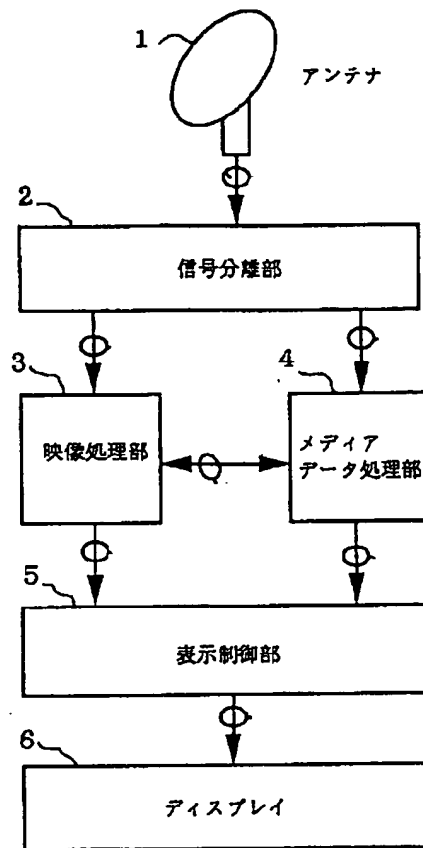 1
アンテナ
2
信号分離部
3
4
映像処理部
メディア
データ処理部
5
表示制御部
6
ディスプレイ